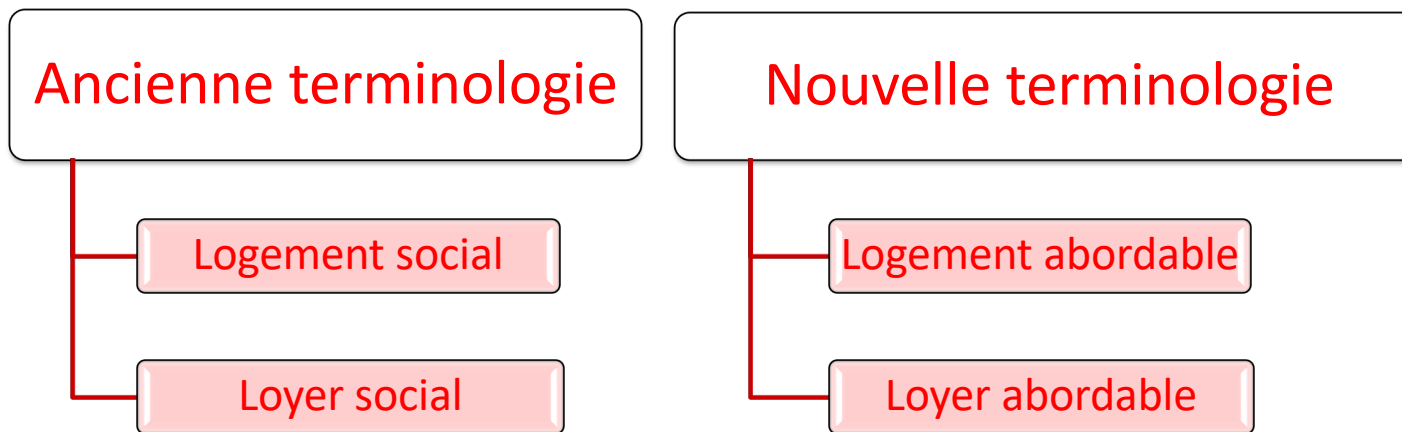 Ancienne terminologie
Logement social
Loyer social
Nouvelle terminologie
Logement abordable
Loyer abordable